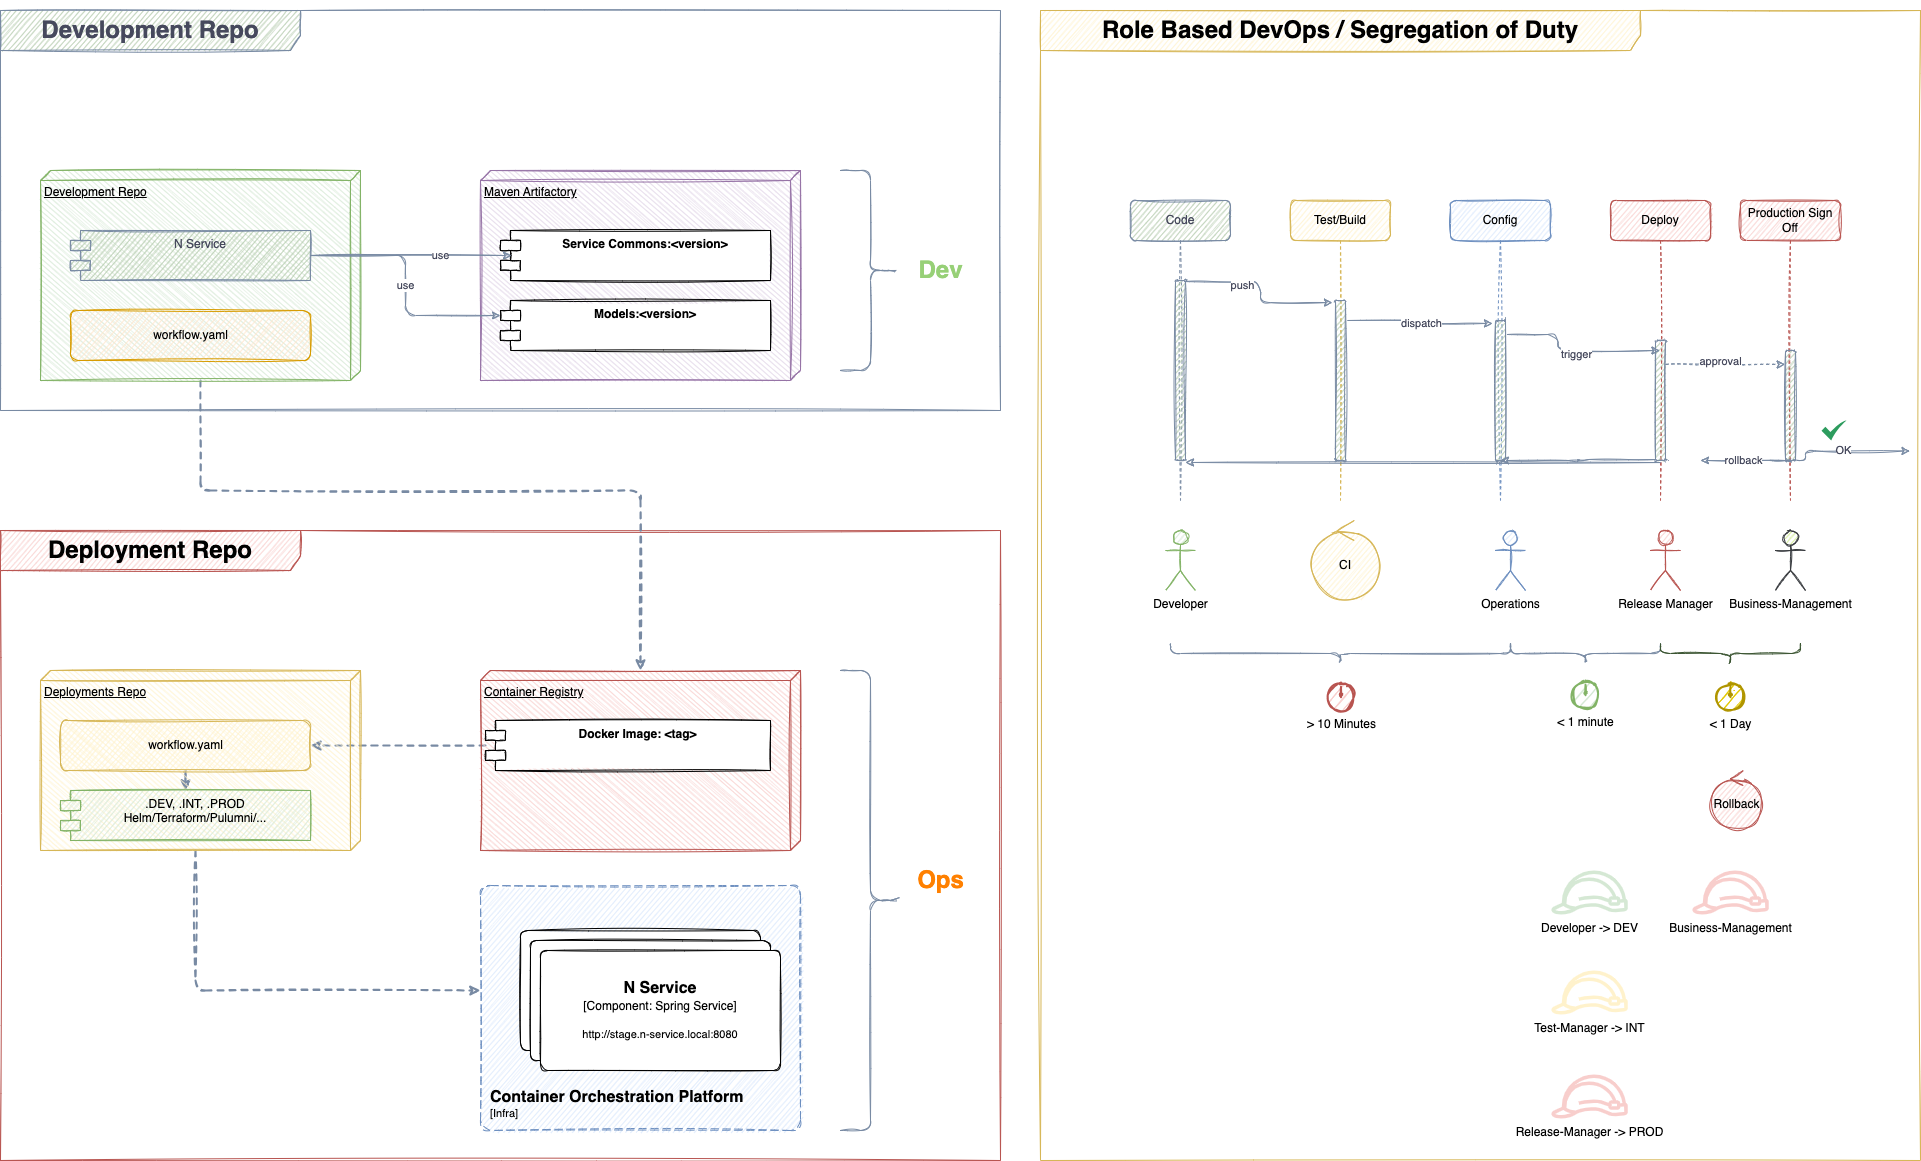 Development Repo
Development Repo
N Service
workflow.yaml
use
use
Maven Artifactory
Service Commons:<version>
Models:<version>
Dev
Deployment Repo
Deployments Repo
workflow.yaml
.DEV, .INT, .PROD
Helm/Terraform/Pulumni/...
Container Registry
Docker Image: <tag>
N Service
[Component: Spring Service]
http://stage.n-service.local:8080
Container Orchestration Platform
[Infra]
Ops
Role Based DevOps / Segregation of Duty
Code
Test/Build
Config
Deploy
Production Sign
Off
push
dispatch
trigger
approval
rollback
OK
Developer
CI
Operations
Release Manager
Business-Management
> 10 Minutes
< 1 minute
< 1 Day
Rollback
Developer -> DEV
Business-Management
Test-Manager -> INT
Release-Manager -> PROD